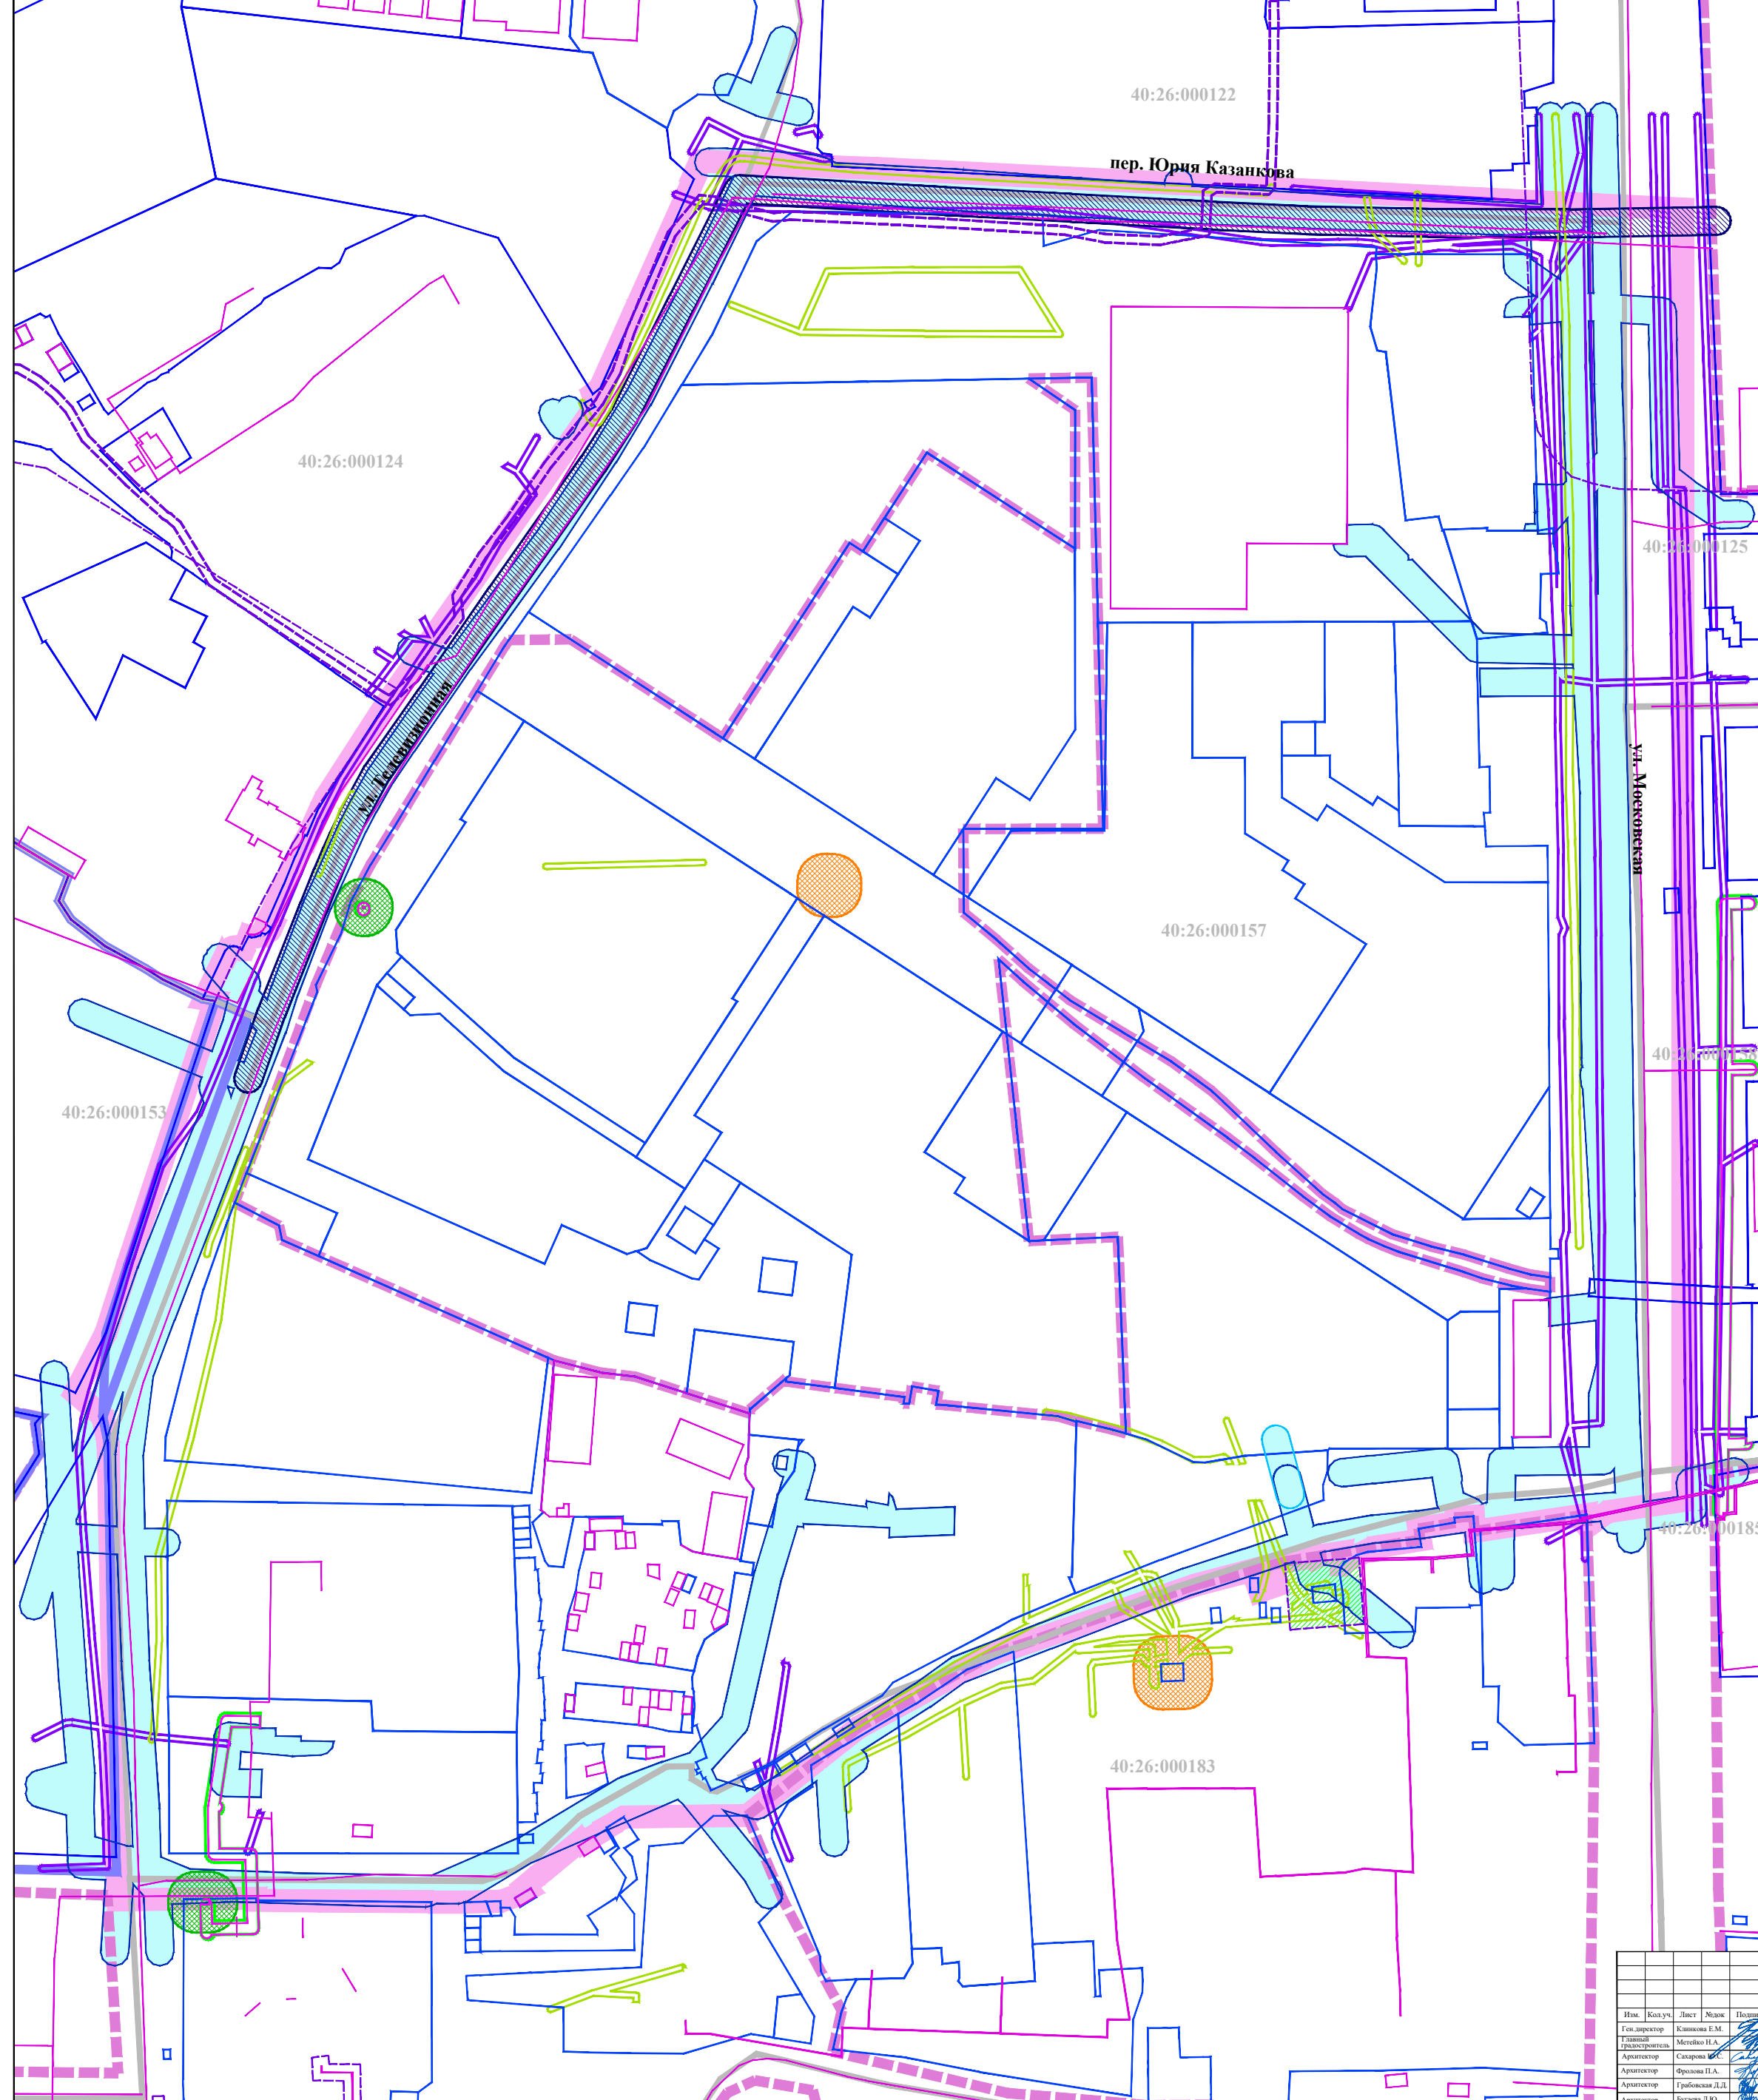 40:26:000122
пер. Юрия Казанкова
40:26:000124
40:26:000125
ул. Телевизионная
ул. Московская
40:26:000157
40:26:000153
40:26:000183
Изм. Кол.уч. Лист №док
Ген.директор Климкова Е.М.
Главный градостроитель Метейко Н.А.
Архитектор Сахарова
Архитектор Фролова П.А.
Архитектор Грабовская Д.Д.
Архитектор